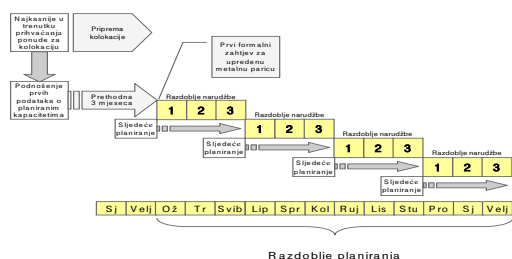 Najkasnije u
trenutku
prihvaćanja
ponude za
kolokaciju
Priprema
kolokacije
Prvi formalni
zahtjev za
upredenu
metalnu paricu
Podnošenje
prvih
podataka o
planiranim
kapacitetima
Prethodna
3 mjeseca
Razdoblje narudžbe
1 2 3
Sljedeće
planiranje
Razdoblje narudžbe
1 2 3
Sljedeće
planiranje
Razdoblje narudžbe
1 2 3
Sljedeće
planiranje
Razdoblje narudžbe
1 2 3
Sljedeće
planiranje
Sj Velj Ož Tr Svib Lip Spr Kol Ruj Lis Stu Pro Sj Velj
Razdoblje planiranja